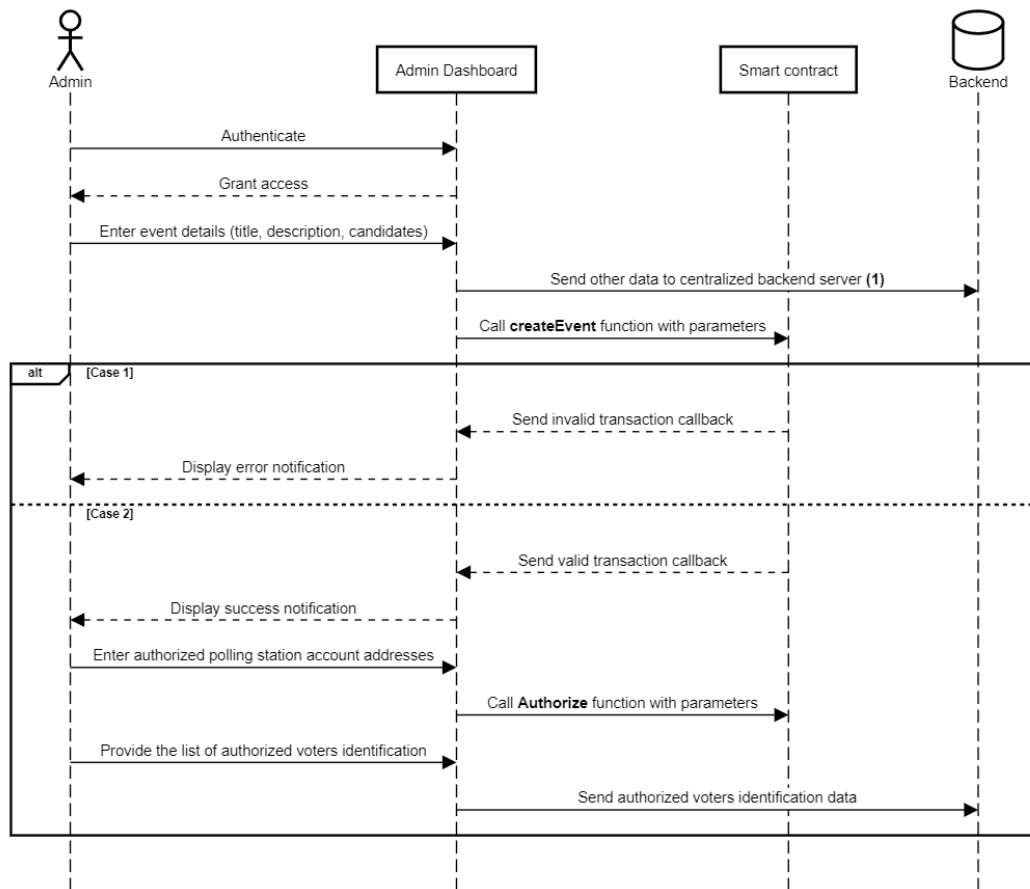 Admin
Admin Dashboard
Smart contract
Backend
Authenticate
Grant access
Enter event details (title, description, candidates)
Send other data to centralized backend server (1)
Call createEvent function with parameters
alt
[Case 1]
Send invalid transaction callback
Display error notification
[Case 2]
Send valid transaction callback
Display success notification
Enter authorized polling station account addresses
Call Authorize function with parameters
Provide the list of authorized voters identification
Send authorized voters identification data